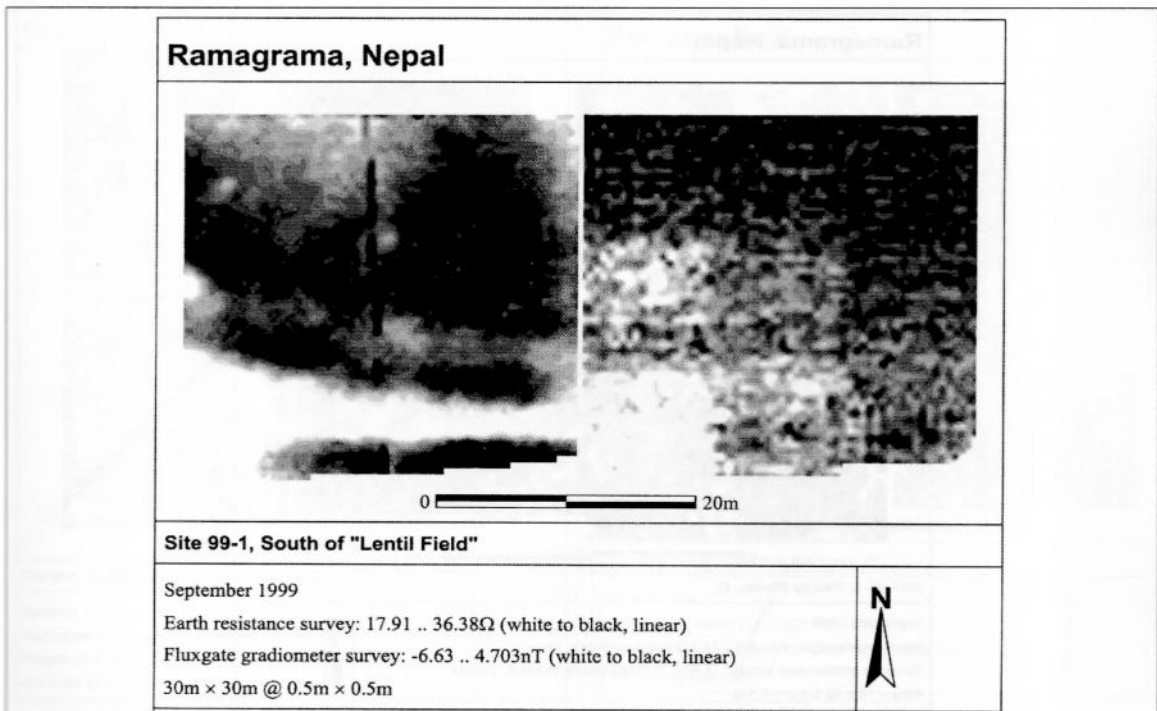 Ramagrama, Nepal
0 20m
Site 99-1, South of "Lentil Field"
September 1999
Earth resistance survey: 17.91 .. 36.38Ω (white to black, linear)
Fluxgate gradiometer survey: -6.63 .. 4.703nT (white to black, linear)
30m × 30m @ 0.5m × 0.5m
N